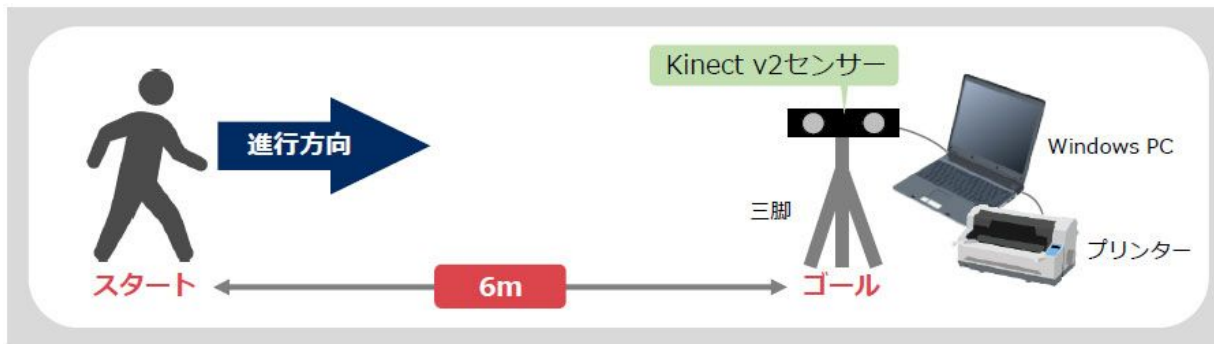 Kinect v2センサー
進行方向
Windows PC
三脚
プリンター
スタート
6m
ゴール